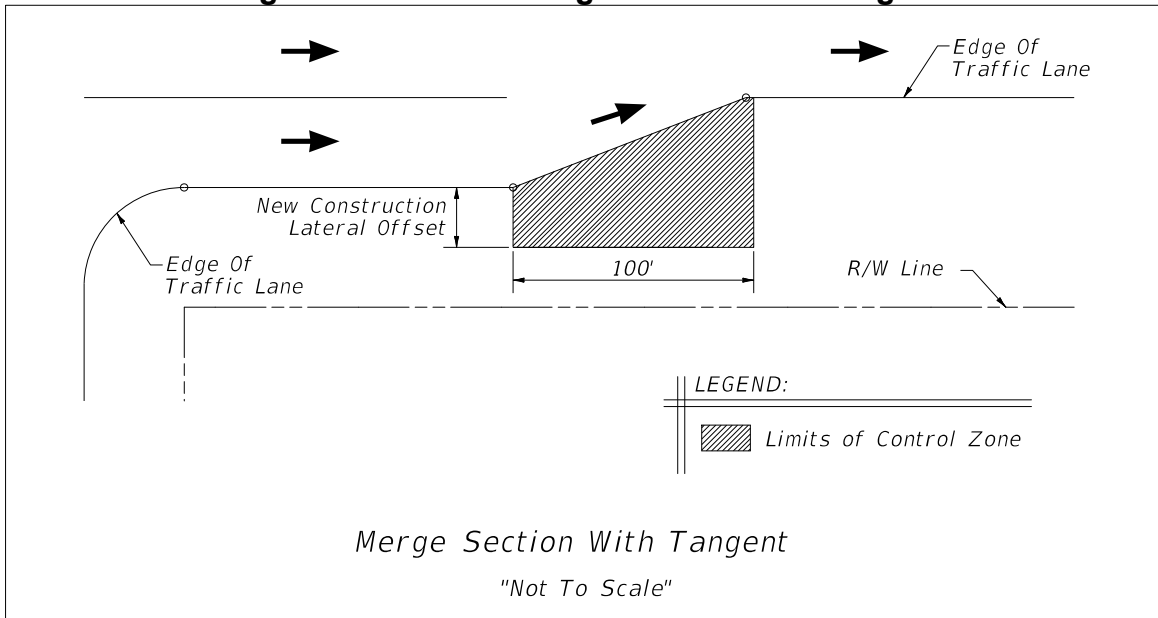 Edge Of
Traffic Lane
New Construction
Lateral Offset
Edge Of
Traffic Lane
100'
R/W Line
LEGEND:
Limits of Control Zone
Merge Section With Tangent
"Not To Scale"